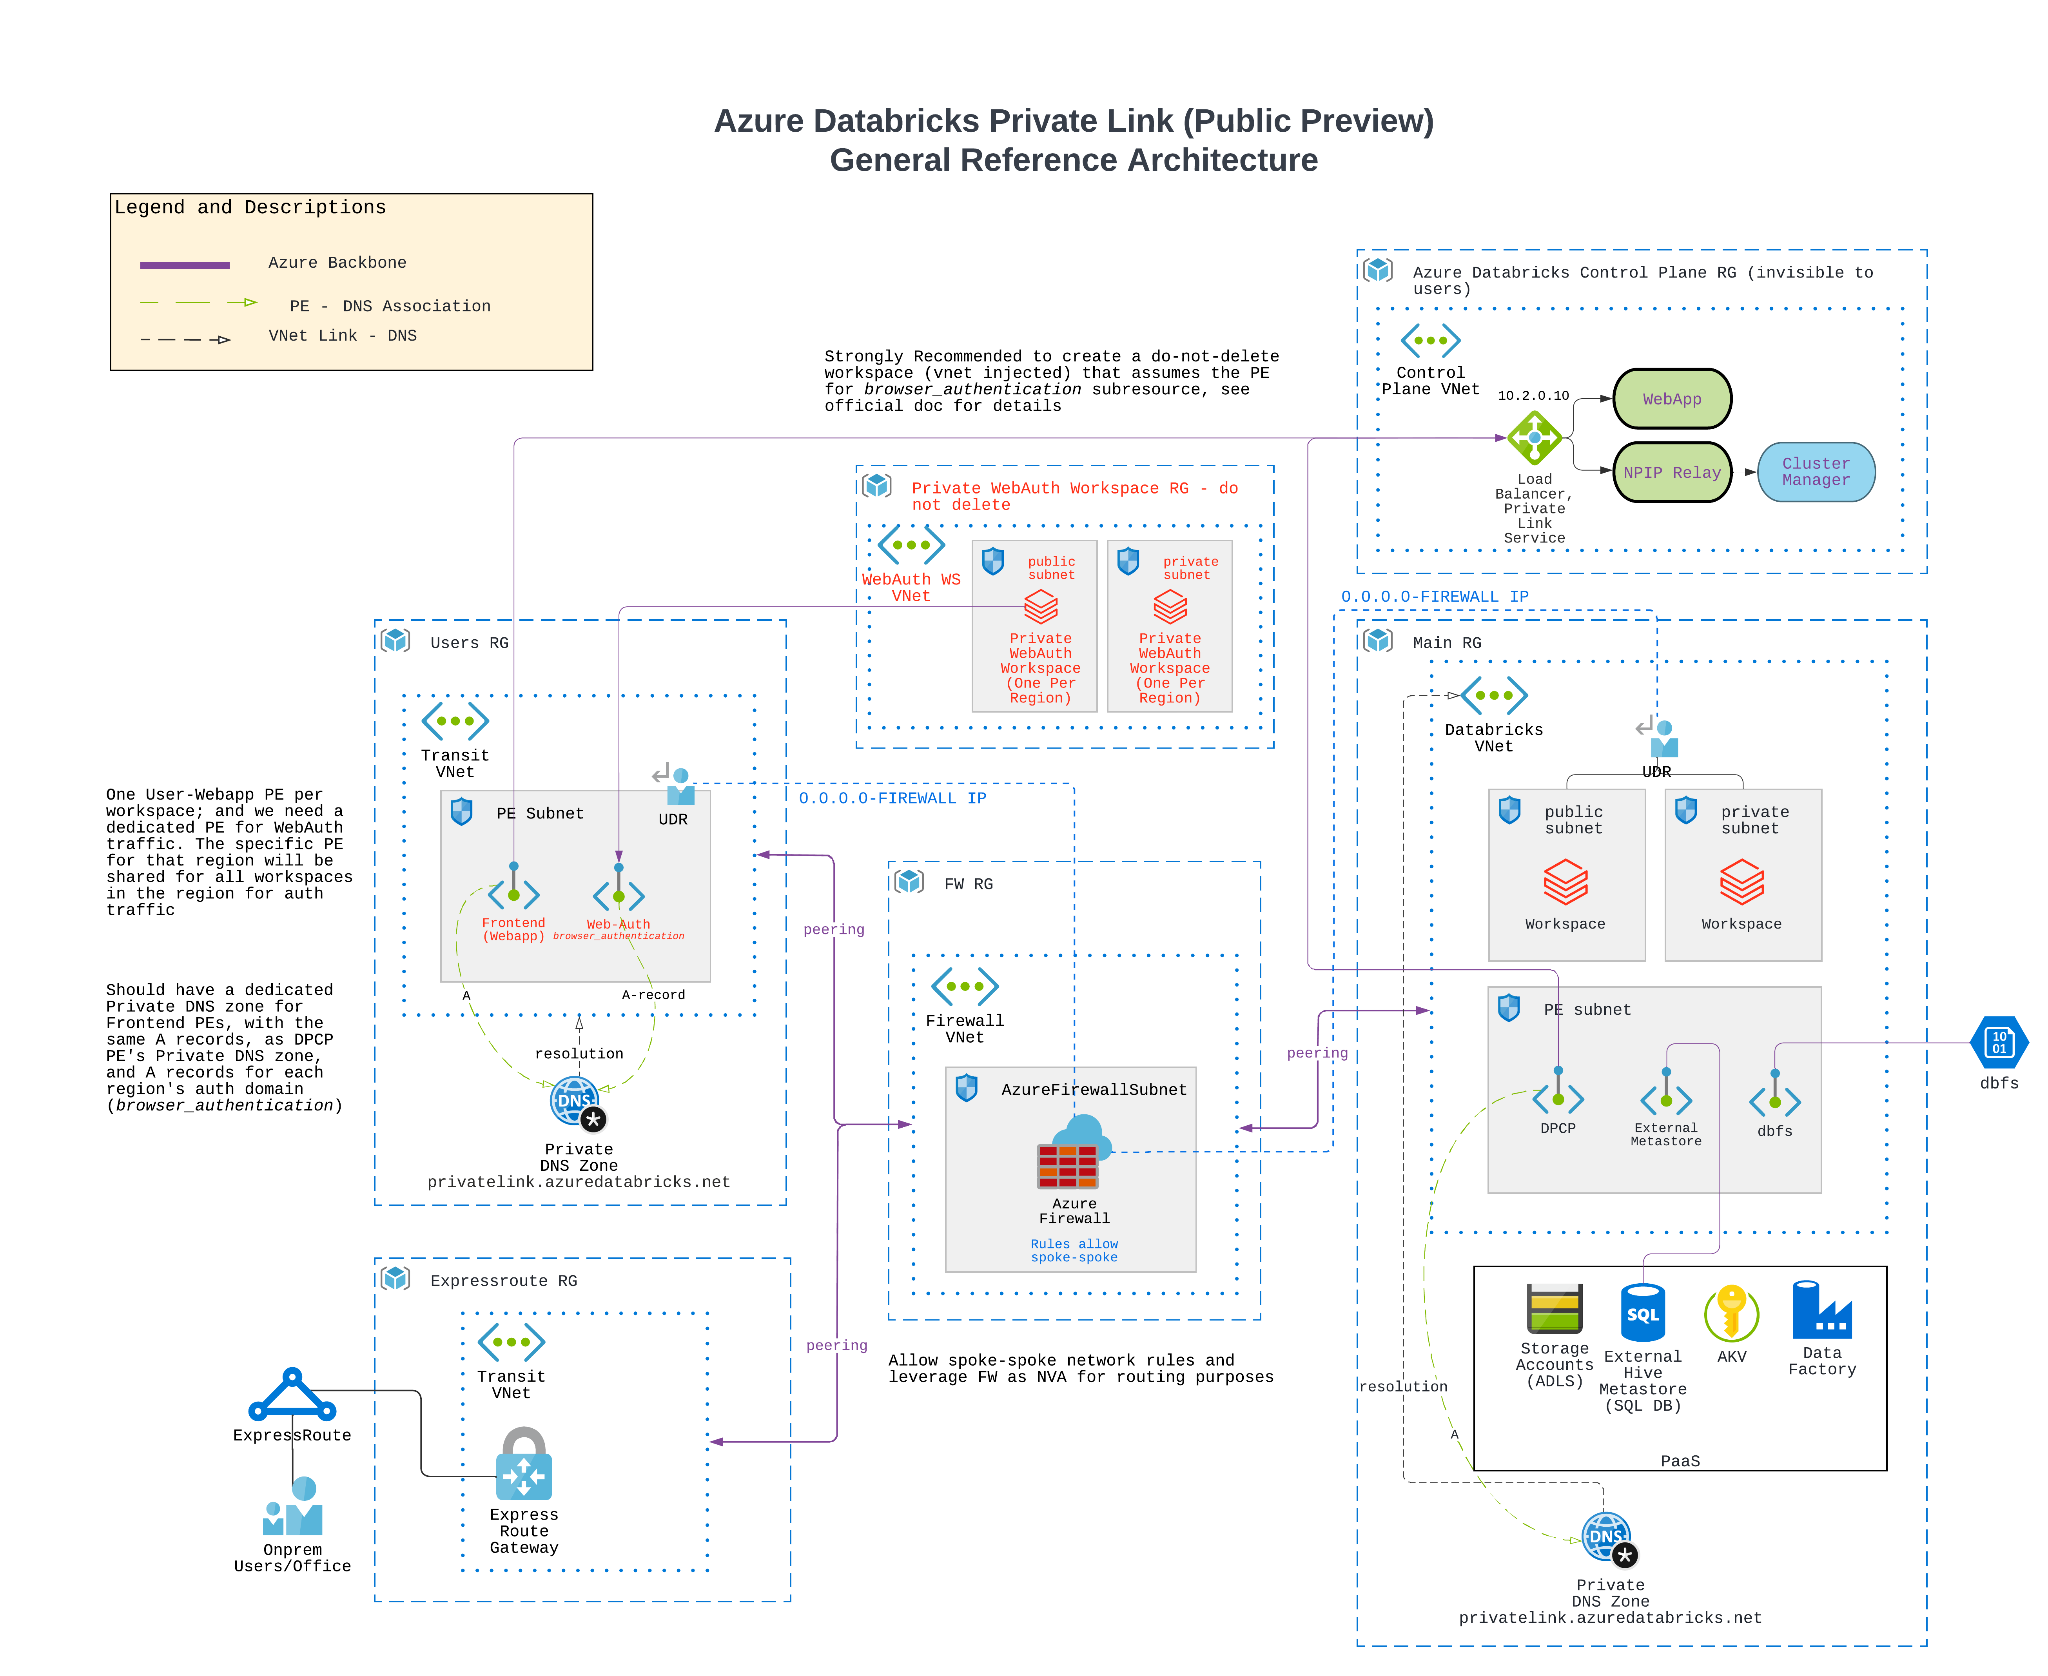 Azure Databricks Private Link (Public Preview)
General Reference Architecture
Legend and Descriptions
Azure Backbone
PE - DNS Association
VNet Link - DNS
Strongly Recommended to create a do-not-delete
workspace (vnet injected) that assumes the PE
for browser_authentication subresource, see
official doc for details
Azure Databricks Control Plane RG (invisible to
users)
Control
Plane VNet
10.2.0.10
WebApp
NPIP Relay
Cluster
Manager
Load
Balancer,
Private
Link
Service
Private WebAuth Workspace RG - do
not delete
WebAuth WS
VNet
public
subnet
Private
WebAuth
Workspace
(One Per
Region)
private
subnet
Private
WebAuth
Workspace
(One Per
Region)
Users RG
Transit
VNet
PE Subnet
UDR
Frontend
(Webapp)
Web-Auth
browser_authentication
A
A-record
resolution
DNS
*
Private
DNS Zone
privatelink.azuredatabricks.net
One User-Webapp PE per
workspace; and we need a
dedicated PE for WebAuth
traffic. The specific PE
for that region will be
shared for all workspaces
in the region for auth
traffic
Should have a dedicated
Private DNS zone for
Frontend PEs, with the
same A records, as DPCP
PE's Private DNS zone,
and A records for each
region's auth domain
(browser_authentication)
0.0.0.0-FIREWALL IP
peering
FW RG
Firewall
VNet
AzureFirewallSubnet
Azure
Firewall
Rules allow
spoke-spoke
peering
Allow spoke-spoke network rules and
leverage FW as NVA for routing purposes
peering
0.0.0.0-FIREWALL IP
Main RG
Databricks
VNet
UDR
public
subnet
Workspace
private
subnet
Workspace
PE subnet
DPCP
External
Metastore
dbfs
10
01
dbfs
Storage
Accounts
(ADLS)
SQL
External
Hive
Metastore
(SQL DB)
AKV
Data
Factory
PaaS
resolution
A
DNS
*
Private
DNS Zone
privatelink.azuredatabricks.net
Expressroute RG
Transit
VNet
Express
Route
Gateway
ExpressRoute
Onprem
Users/Office